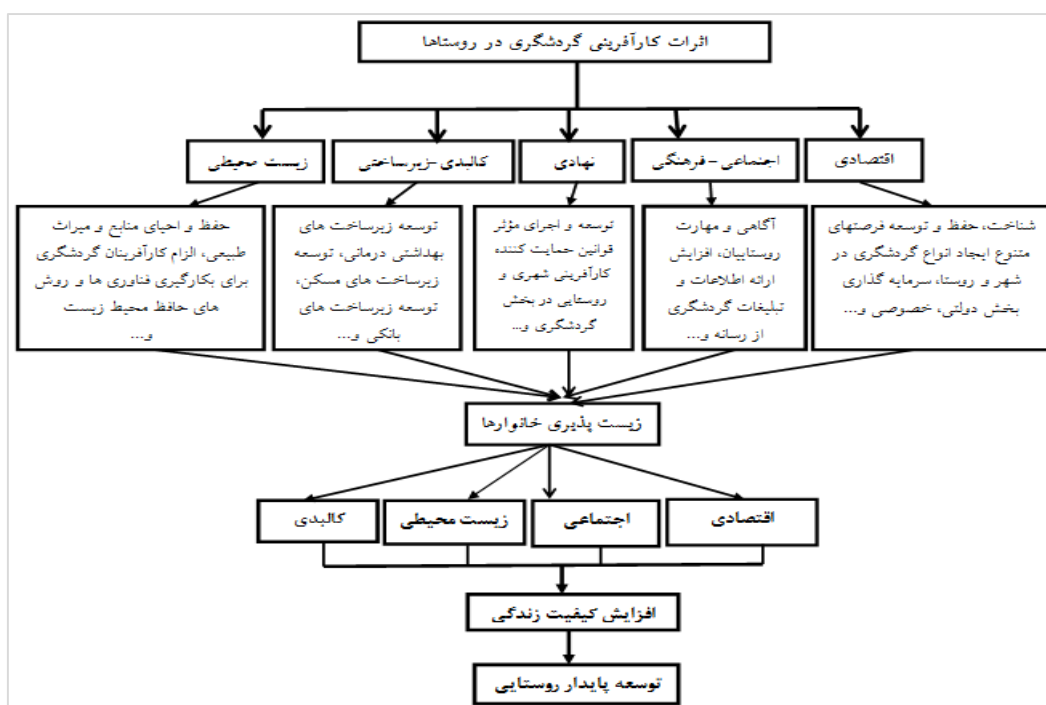 اثرات کارآفرینی گردشگری در روستاها
اقتصادی
اجتماعی-فرهنگی
نهادی
کالبدی-زیرساختی
زیست محیطی
شناخت، حفظ و توسعه فرصتهای
متنوع ایجاد انواع گردشگری در
شهر و روستا، سرمایه گذاری
بخش دولتی، خصوصی و...
آگاهی و مهارت
روستاییان، افزایش
ارائه اطلاعات و
تبلیغات گردشگری
از رسانه و...
توسعه و اجرای مؤثر
قوانین حمایت کننده
کارآفرینی شهری و
روستایی در بخش
گردشگری و...
توسعه زیرساخت های
بهداشتی درمانی، توسعه
زیرساخت های مسکن،
توسعه زیرساخت های
بانکی و...
حفظ و احیای منابع و میراث
طبیعی، الزام کارآفرینان گردشگری
برای بکارگیری فناوری ها و روش
های حافظ محیط زیست
و...
زیست پذیری خانوارها
اقتصادی
اجتماعی
زیست محیطی
کالبدی
افزایش کیفیت زندگی
توسعه پایدار روستایی